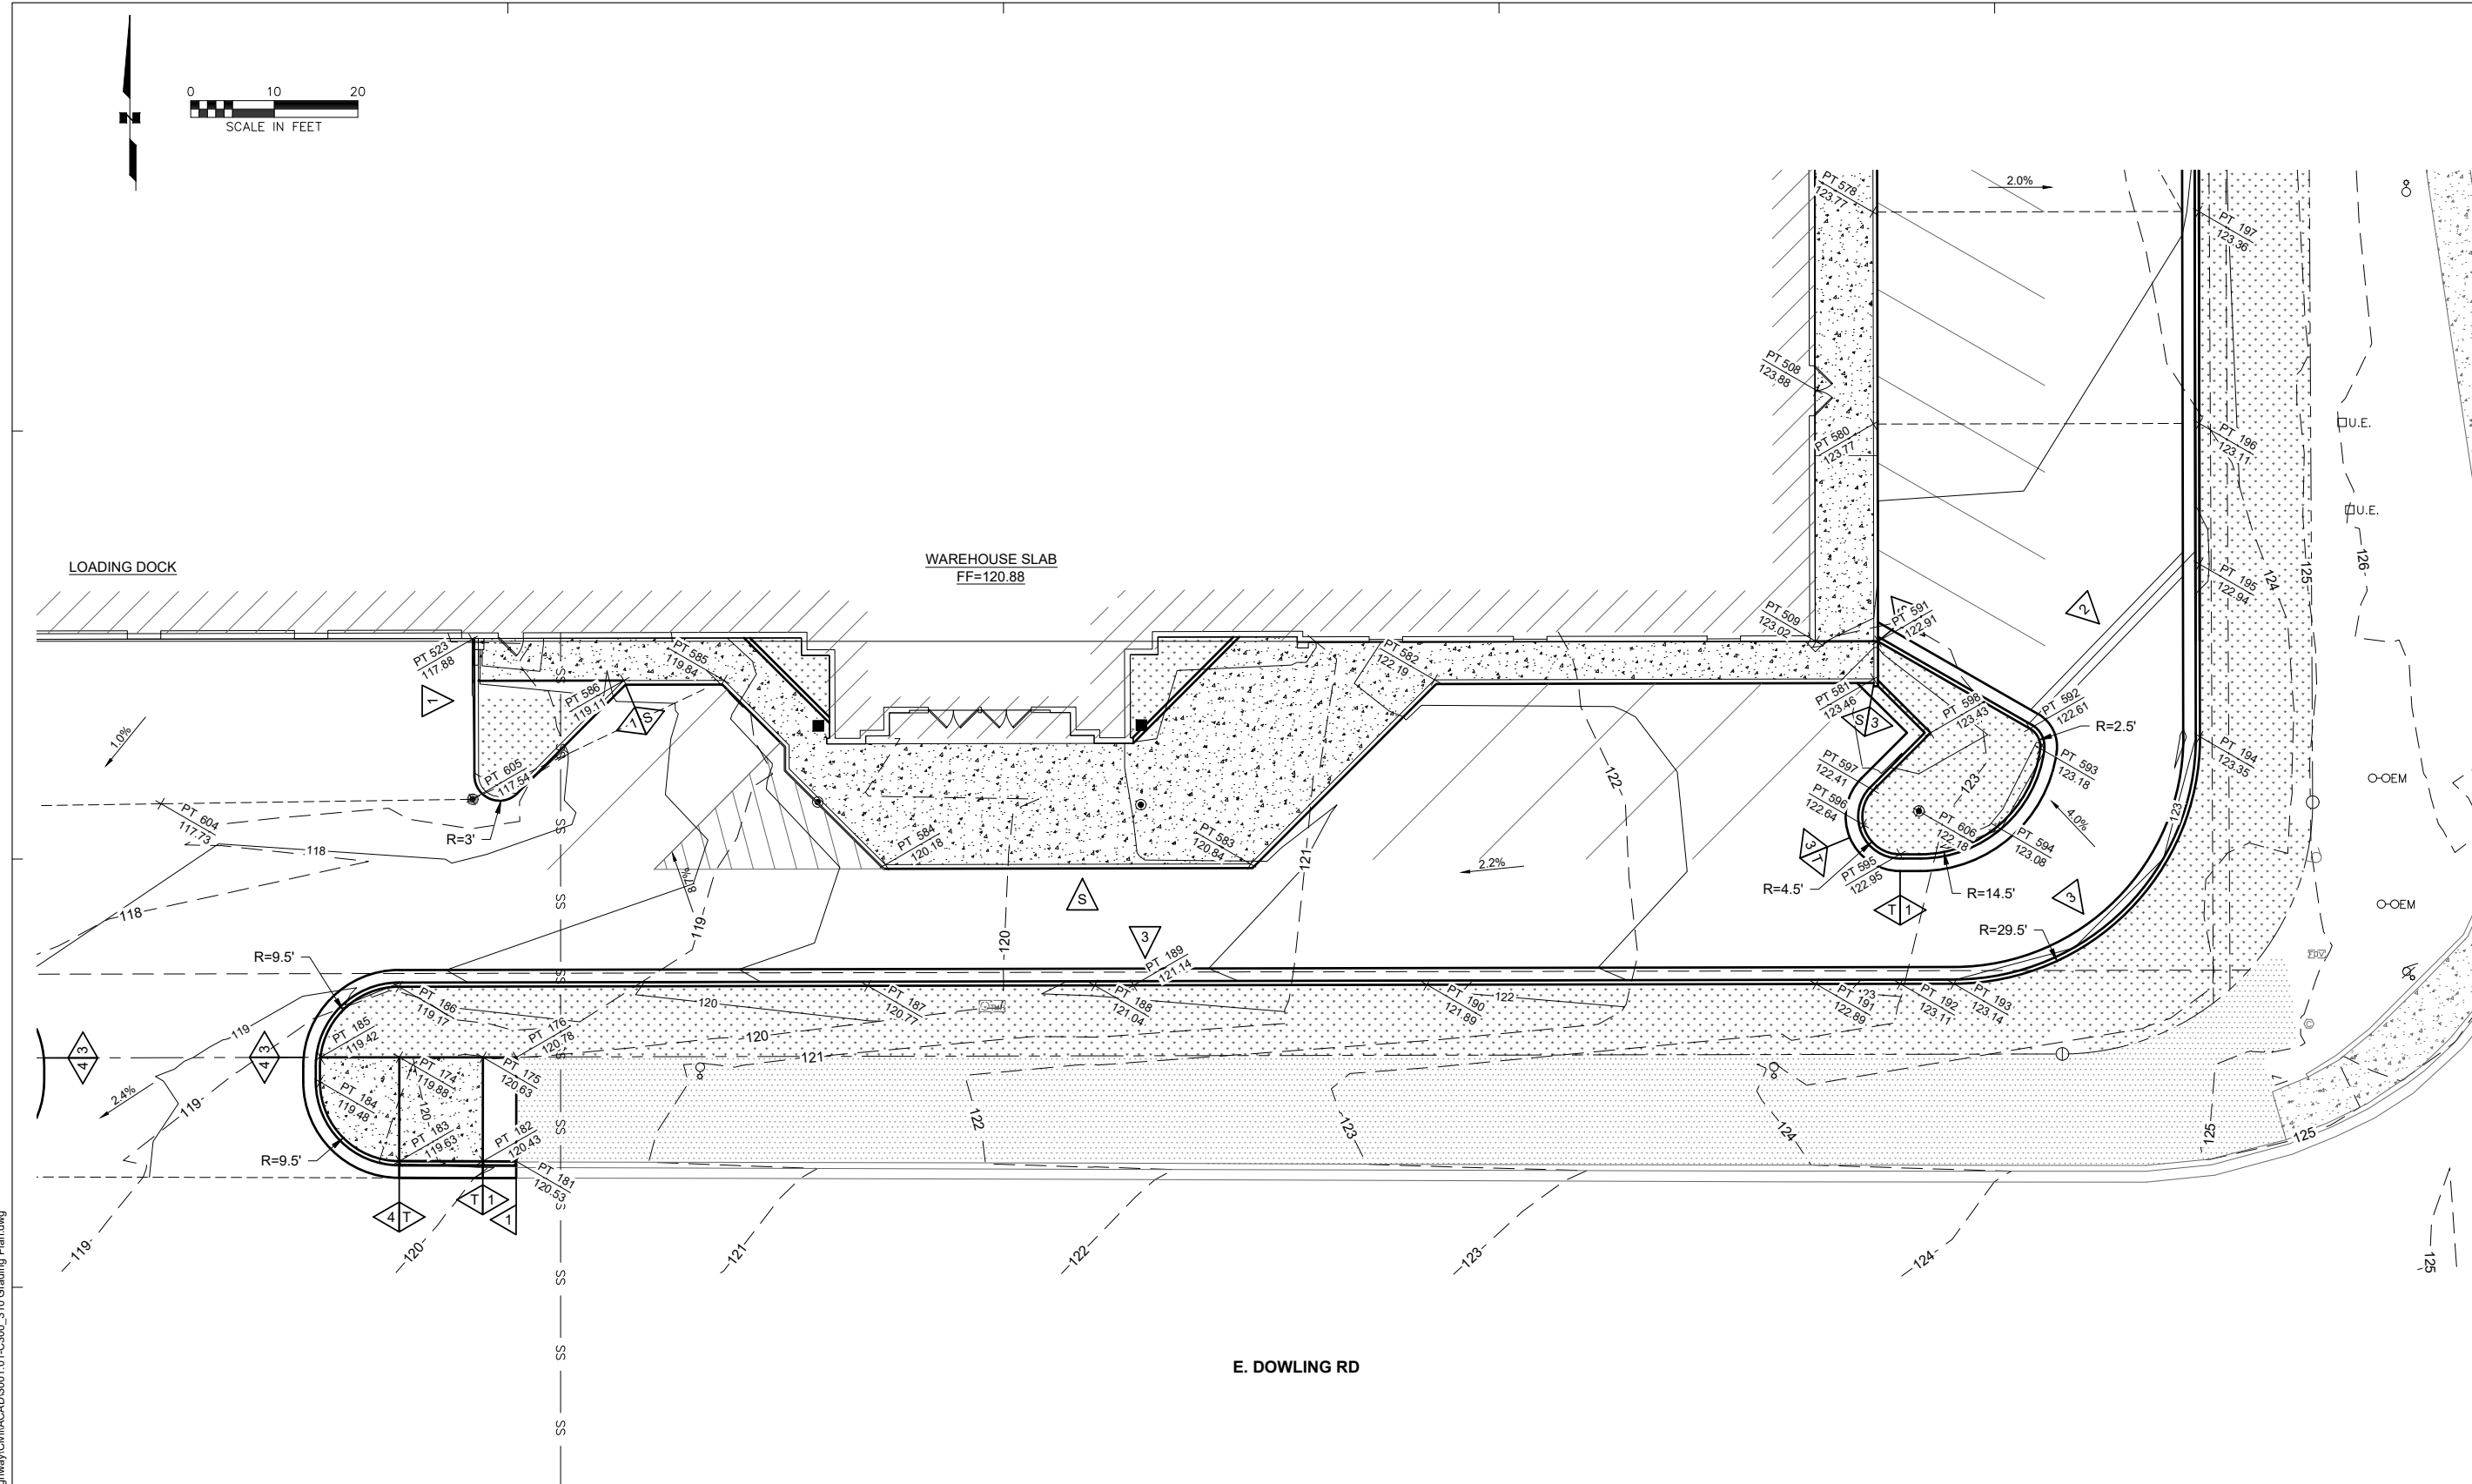 0 10 20
SCALE IN FEET
N
PT 578
123.77
2.0%
PT 197
123.36
PT 508
123.88
PT 580
123.77
PT 196
123.11
U.E.
U.E.
LOADING DOCK
WAREHOUSE SLAB
FF=120.88
124
125
126
PT 195
122.94
2
PT 509
123.02
PT 591
122.91
PT 523
117.88
PT 585
119.84
PT 582
122.19
PT 586
119.11
1 S
1
PT 581
123.46
S 3
PT 598
123.43
PT 592
122.61
R=2.5'
PT 194
123.35
PT 593
123.18
1.0%
PT 605
117.54
PT 597
122.41
PT 596
122.64
123
122
OEM
PT 604
117.73
R=3'
118
PT 606
122.18
4.0%
PT 594
123.08
123
PT 584
120.18
PT 583
120.84
121
2.2%
3 T
PT 595
122.95
R=4.5'
R=14.5'
3
8.7%
S
T 1
OEM
118
119
120
3
R=29.5'
R=9.5'
PT 189
121.14
PT 186
119.17
120
PT 187
120.77
PT 188
121.04
PT 190
121.89
122
PT 191
122.89
123
PT 192
123.11
PT 193
123.14
119
PT 185
119.42
PT 176
120.78
120
121
4 3
4 3
2.4%
119
PT 174
119.88
PT 175
120.63
PT 184
119.48
120
PT 183
119.63
PT 182
120.43
122
123
124
125
125
R=9.5'
PT 181
120.53
4 T
T 1
1
119
120
121
122
123
124
125
SS
SS
SS
SS
SS
SS
SS
SS
SS
SS
E. DOWLING RD